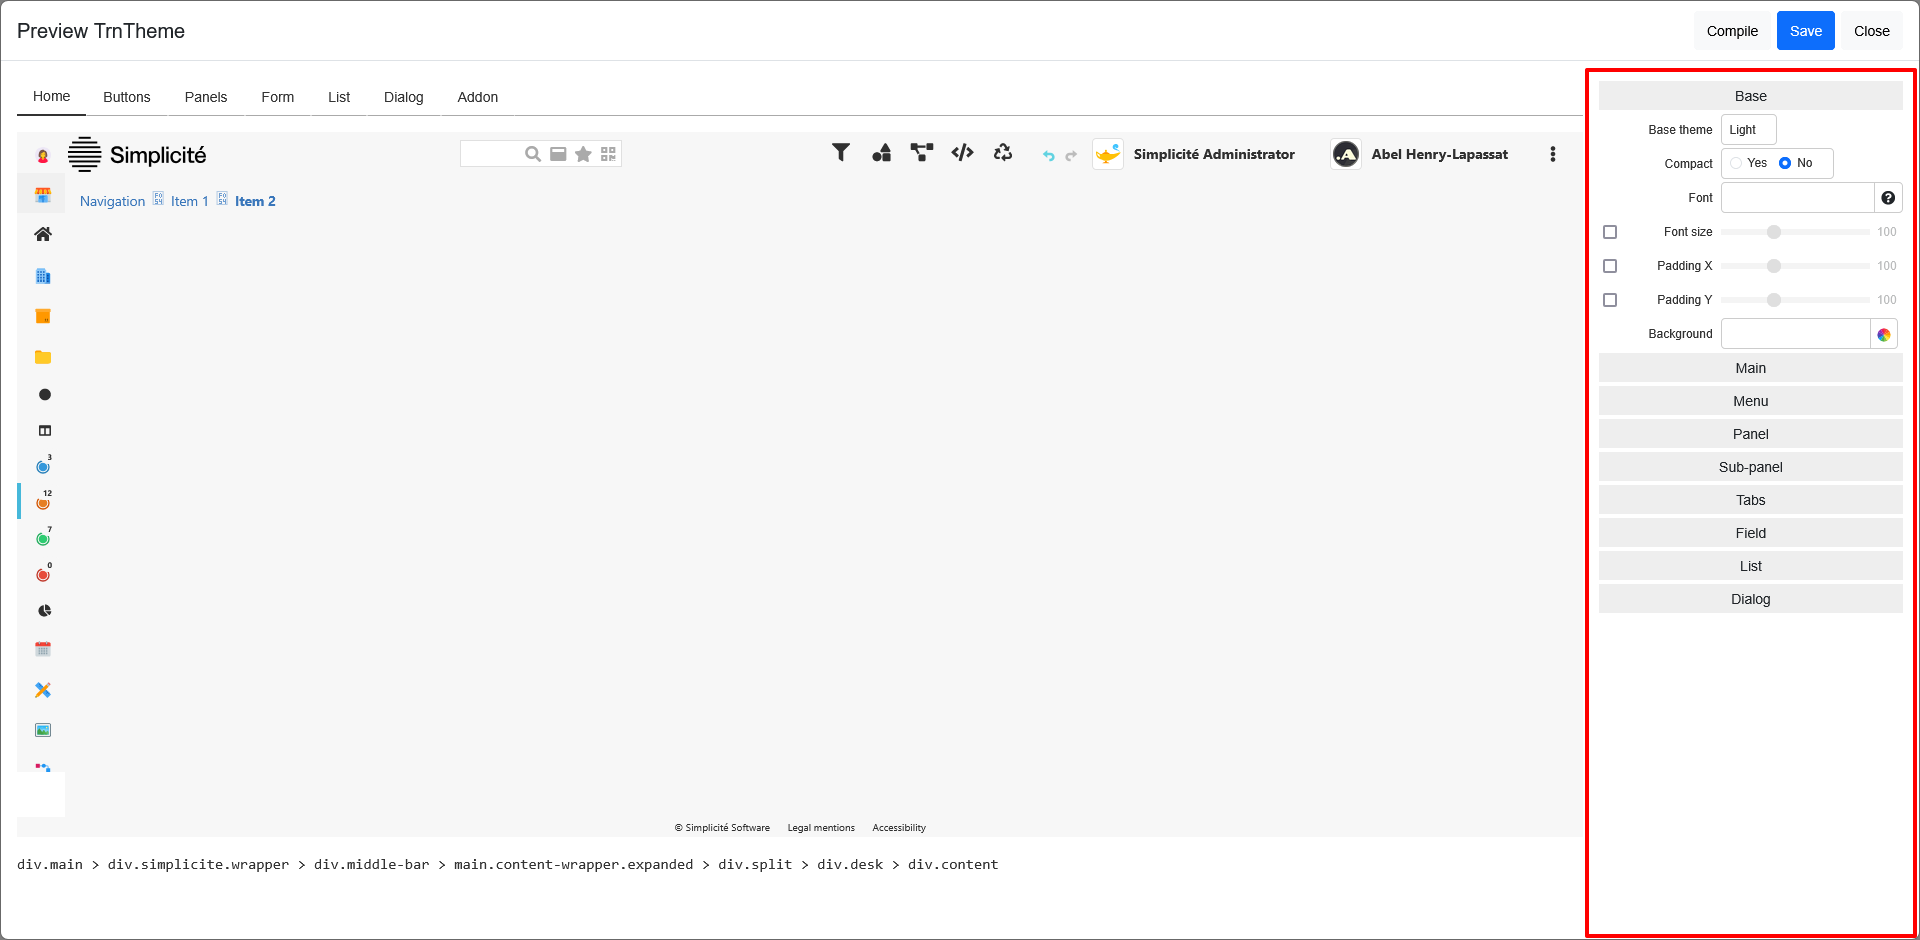 Preview TrnTheme
Compile Save Close
Home Buttons Panels Form List Dialog Addon
Simplicité
Simplicité Administrator
.A Abel Henry-Lapassat
Navigation Item 1 Item 2
3
12
7
0
© Simplicité Software Legal mentions Accessibility
div.main > div.simplicite.wrapper > div.middle-bar > main.content-wrapper.expanded > div.split > div.desk > div.content
Base
Base theme Light
Compact Yes No
Font
Font size 100
Padding X 100
Padding Y 100
Background
Main
Menu
Panel
Sub-panel
Tabs
Field
List
Dialog